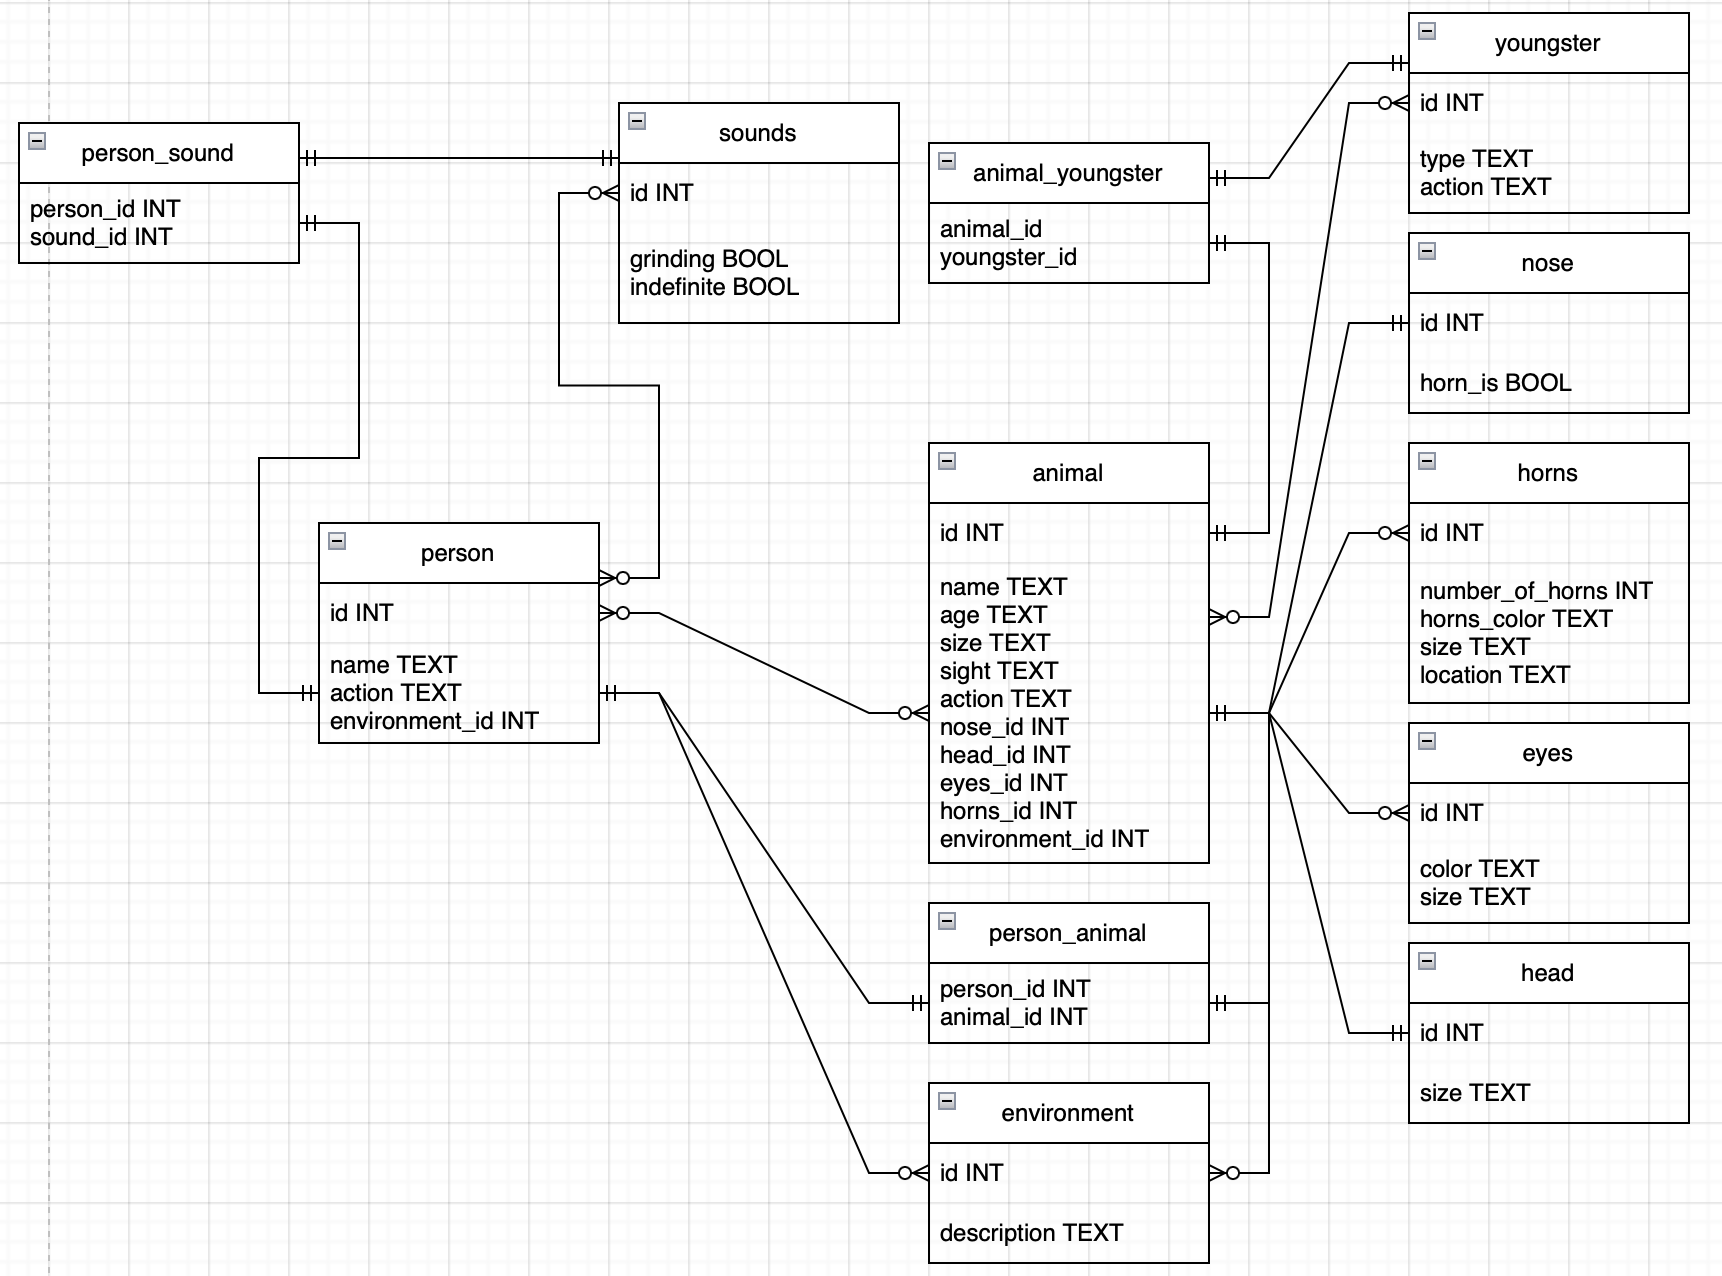 person_sound
person_id INT
sound_id INT
sounds
id INT
grinding BOOL
indefinite BOOL
animal_youngster
animal_id
youngster_id
youngster
id INT
type TEXT
action TEXT
nose
id INT
horn_is BOOL
person
id INT
name TEXT
action TEXT
environment_id INT
animal
id INT
name TEXT
age TEXT
size TEXT
sight TEXT
action TEXT
nose_id INT
head_id INT
eyes_id INT
horns_id INT
environment_id INT
horns
id INT
number_of_horns INT
horns_color TEXT
size TEXT
location TEXT
eyes
id INT
color TEXT
size TEXT
person_animal
person_id INT
animal_id INT
head
id INT
size TEXT
environment
id INT
description TEXT